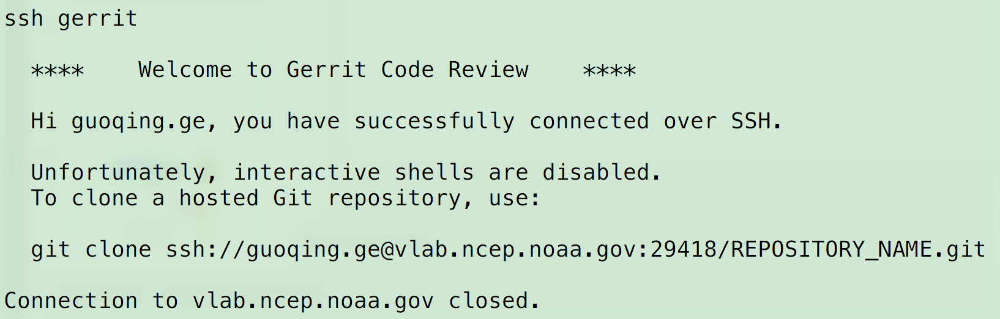 ssh gerrit
**** Welcome to Gerrit Code Review ****
Hi guoqing.ge, you have successfully connected over SSH.
Unfortunately, interactive shells are disabled.
To clone a hosted Git repository, use:
git clone ssh://guoqing.ge@vlab.ncep.noaa.gov:29418/REPOSITORY_NAME.git
Connection to vlab.ncep.noaa.gov closed.